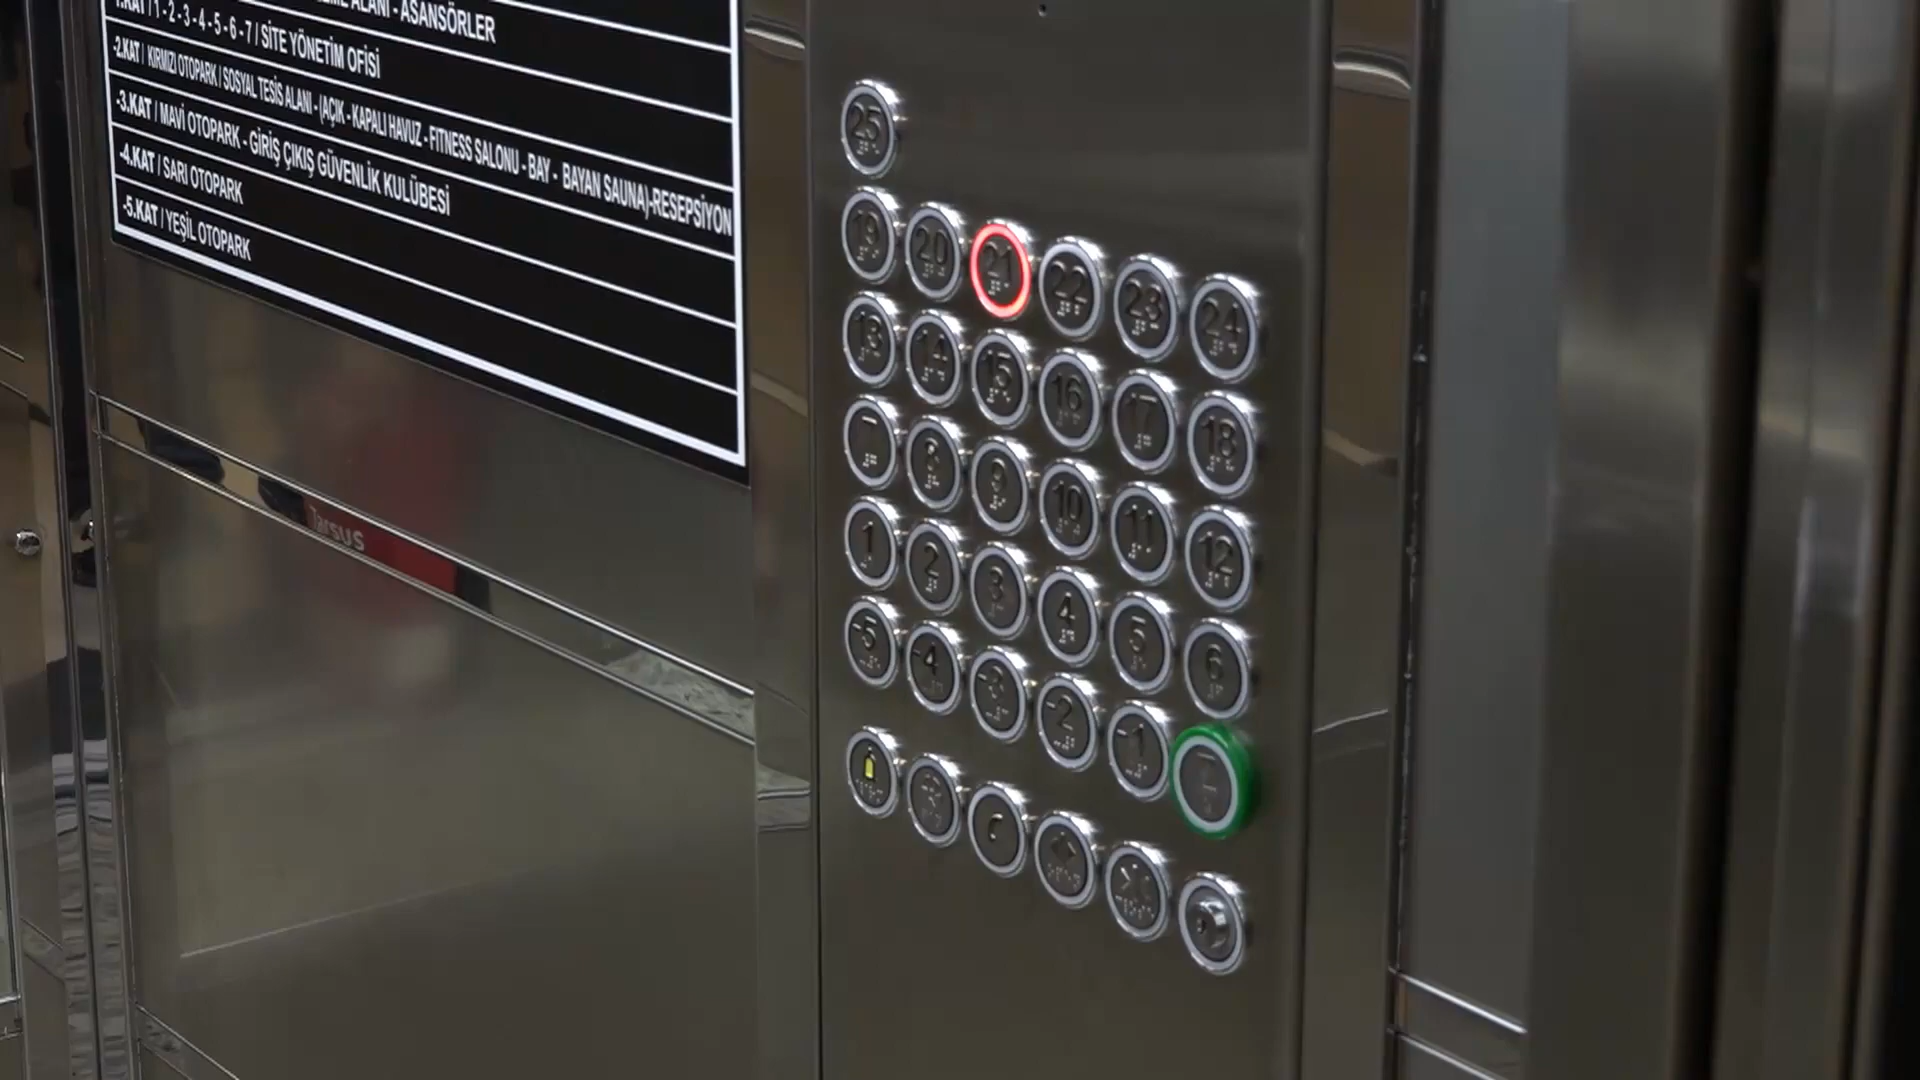 ALANI - ASANSÖRLER
1.KAT / 1 - 2 - 3 - 4 - 5 - 6 - 7 / SİTE YÖNETİM OFİSİ
-2.KAT / KIRMIZI OTOPARK / SOSYAL TESİS ALANI - (AÇIK - KAPALI HAVUZ - FITNESS SALONU - BAY - BAYAN SAUNA)-RESEPSİYON
-3.KAT / MAVİ OTOPARK - GİRİŞ ÇIKIŞ GÜVENLİK KULÜBESİ
-4.KAT / SARI OTOPARK
-5.KAT / YEŞİL OTOPARK
Tarsus
25
19 20 21 22 23 24
13 14 15 16 17 18
7 8 9 10 11 12
1 2 3 4 5 6
-5 -4 -3 -2 -1